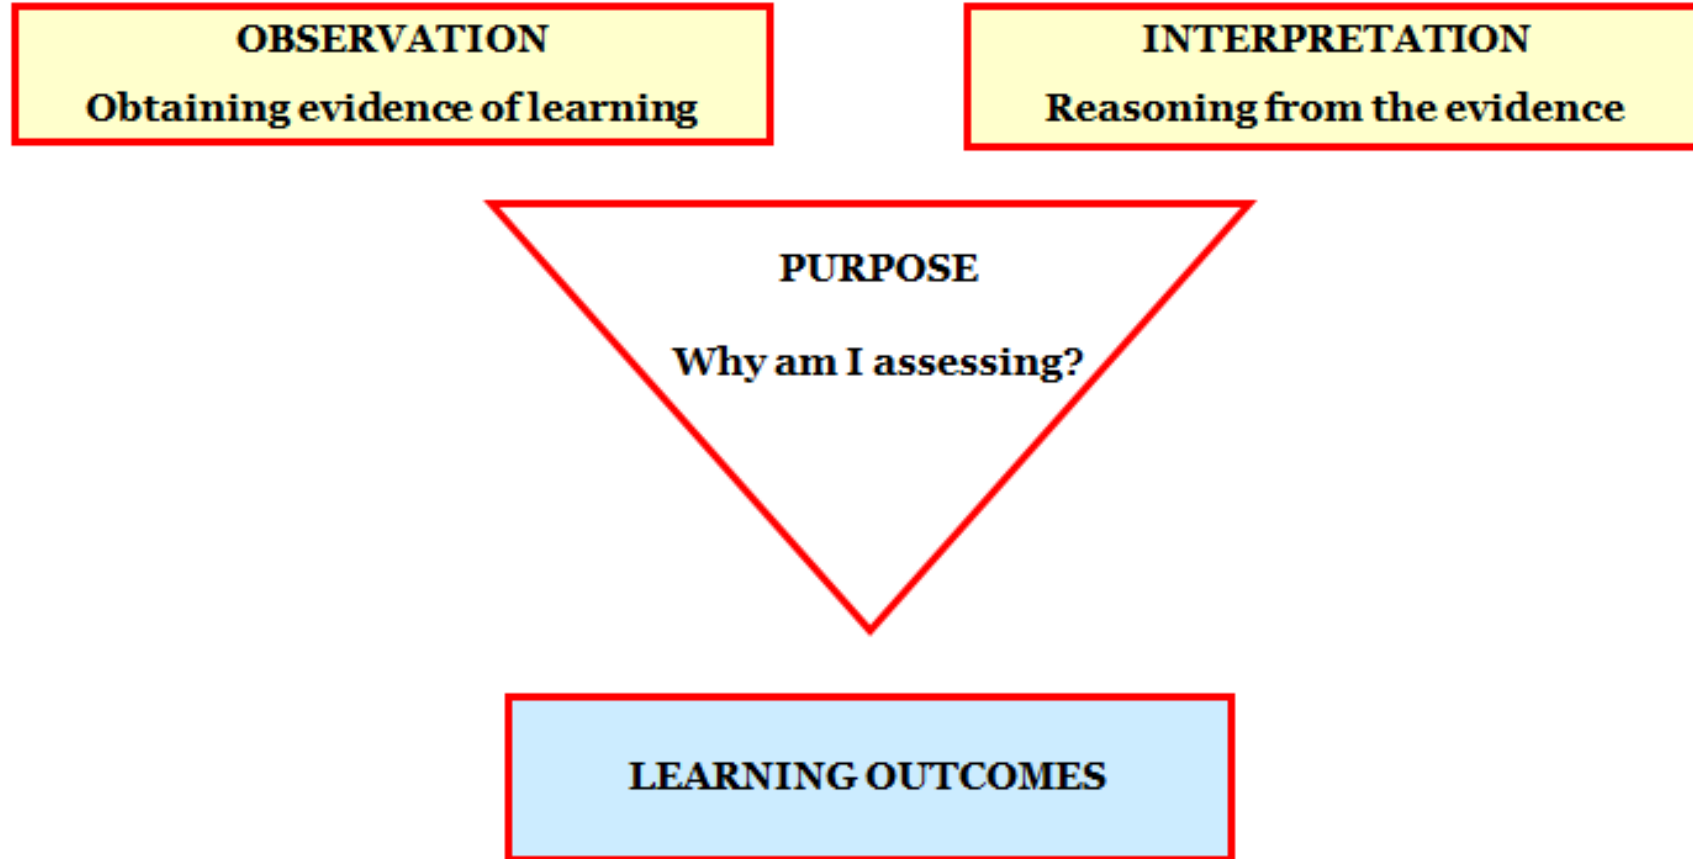 OBSERVATION
Obtaining evidence of learning
INTERPRETATION
Reasoning from the evidence
PURPOSE
Why am I assessing?
LEARNING OUTCOMES